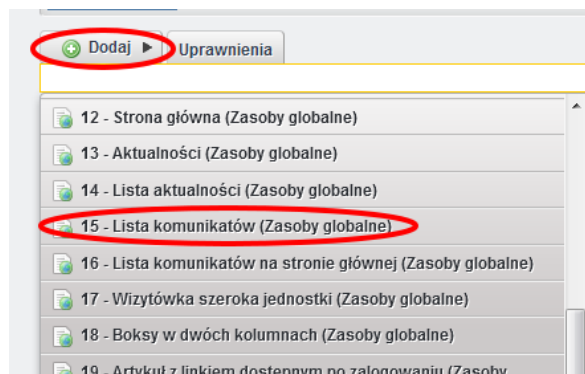 Dodaj
Uprawnienia
12 - Strona główna (Zasoby globalne)
13 - Aktualności (Zasoby globalne)
14 - Lista aktualności (Zasoby globalne)
15 - Lista komunikatów (Zasoby globalne)
16 - Lista komunikatów na stronie głównej (Zasoby globalne)
17 - Wizytówka szeroka jednostki (Zasoby globalne)
18 - Boksy w dwóch kolumnach (Zasoby globalne)
19 - Artykuł z linkiem dostępnym po zalogowaniu (Zasoby